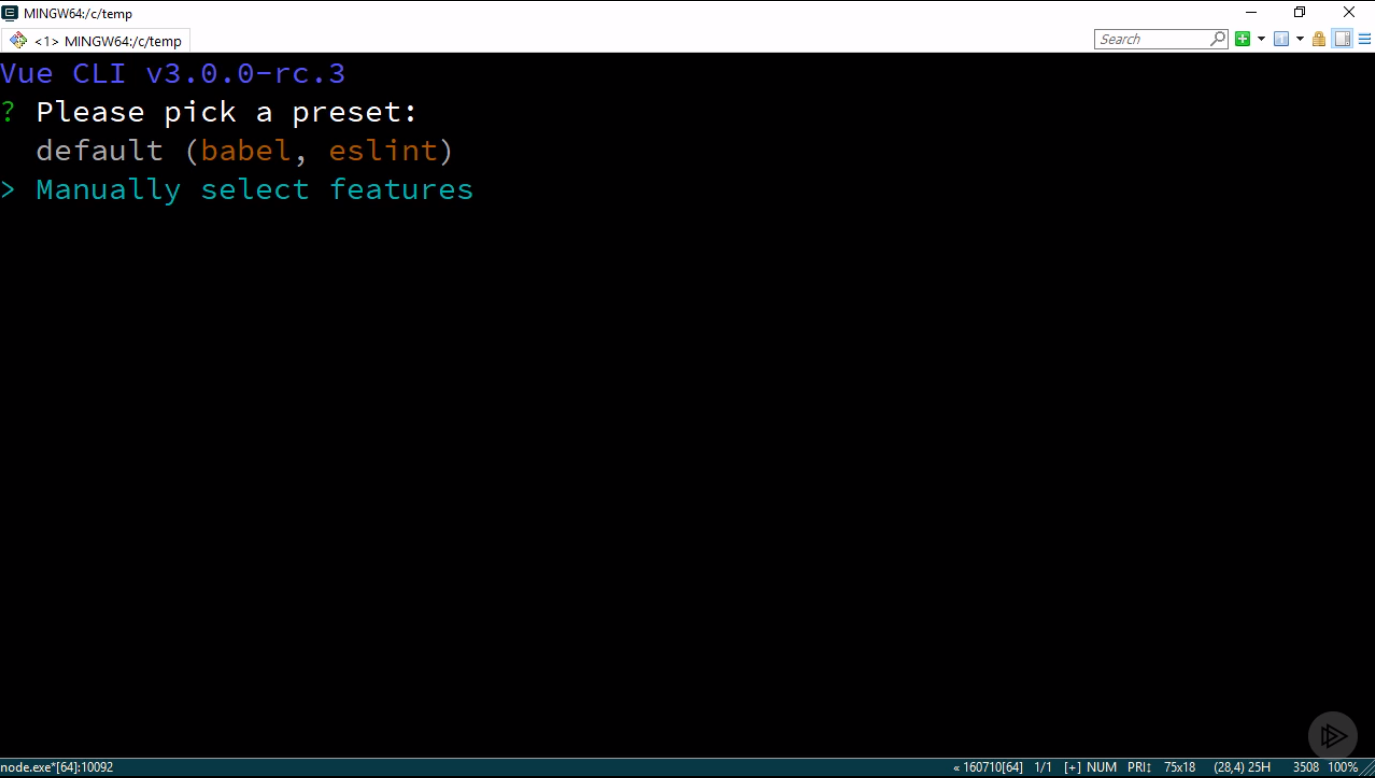 MINGW64:/c/temp
<1> MINGW64:/c/temp
Search
Vue CLI v3.0.0-rc.3
? Please pick a preset:
default (babel, eslint)
> Manually select features
node.exe*[64]:10092
« 160710[64] 1/1 [+] NUM PRI↕ 75x18 (28,4) 25H 3508 100%